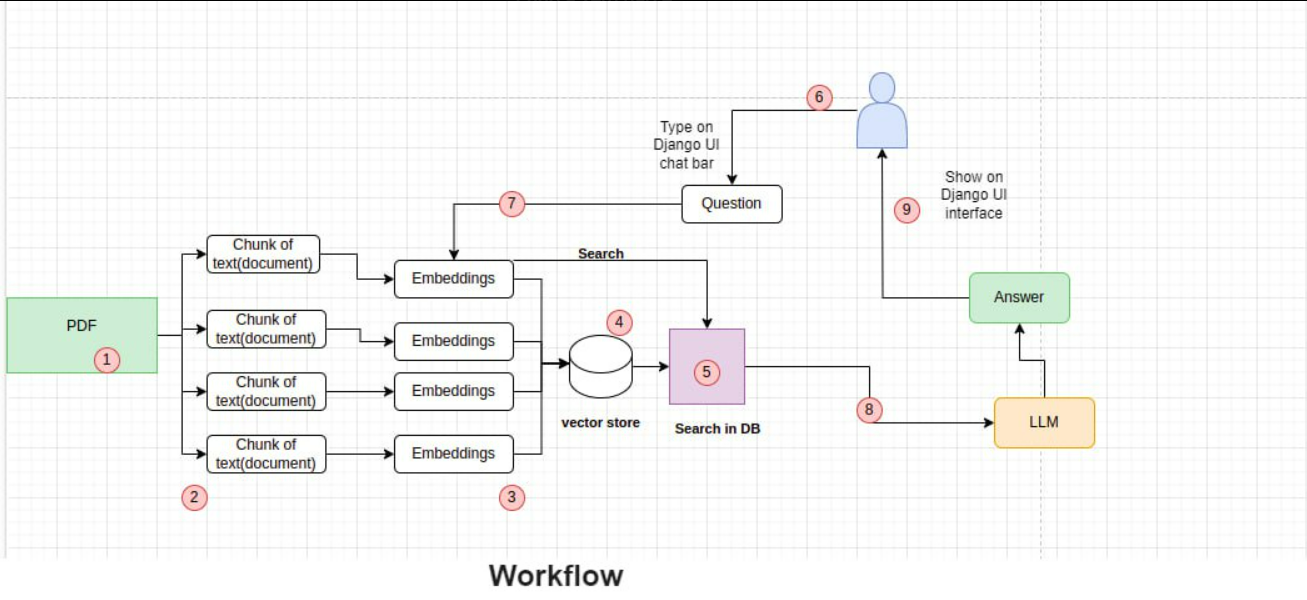 6
Type on
Django UI
chat bar
Show on
Django UI
interface
7
Question
9
Chunk of
text(document)
Search
Embeddings
Answer
PDF
1
Chunk of
text(document)
Embeddings
4
5
Chunk of
text(document)
Embeddings
vector store
Search in DB
8
LLM
Chunk of
text(document)
Embeddings
2
3
Workflow